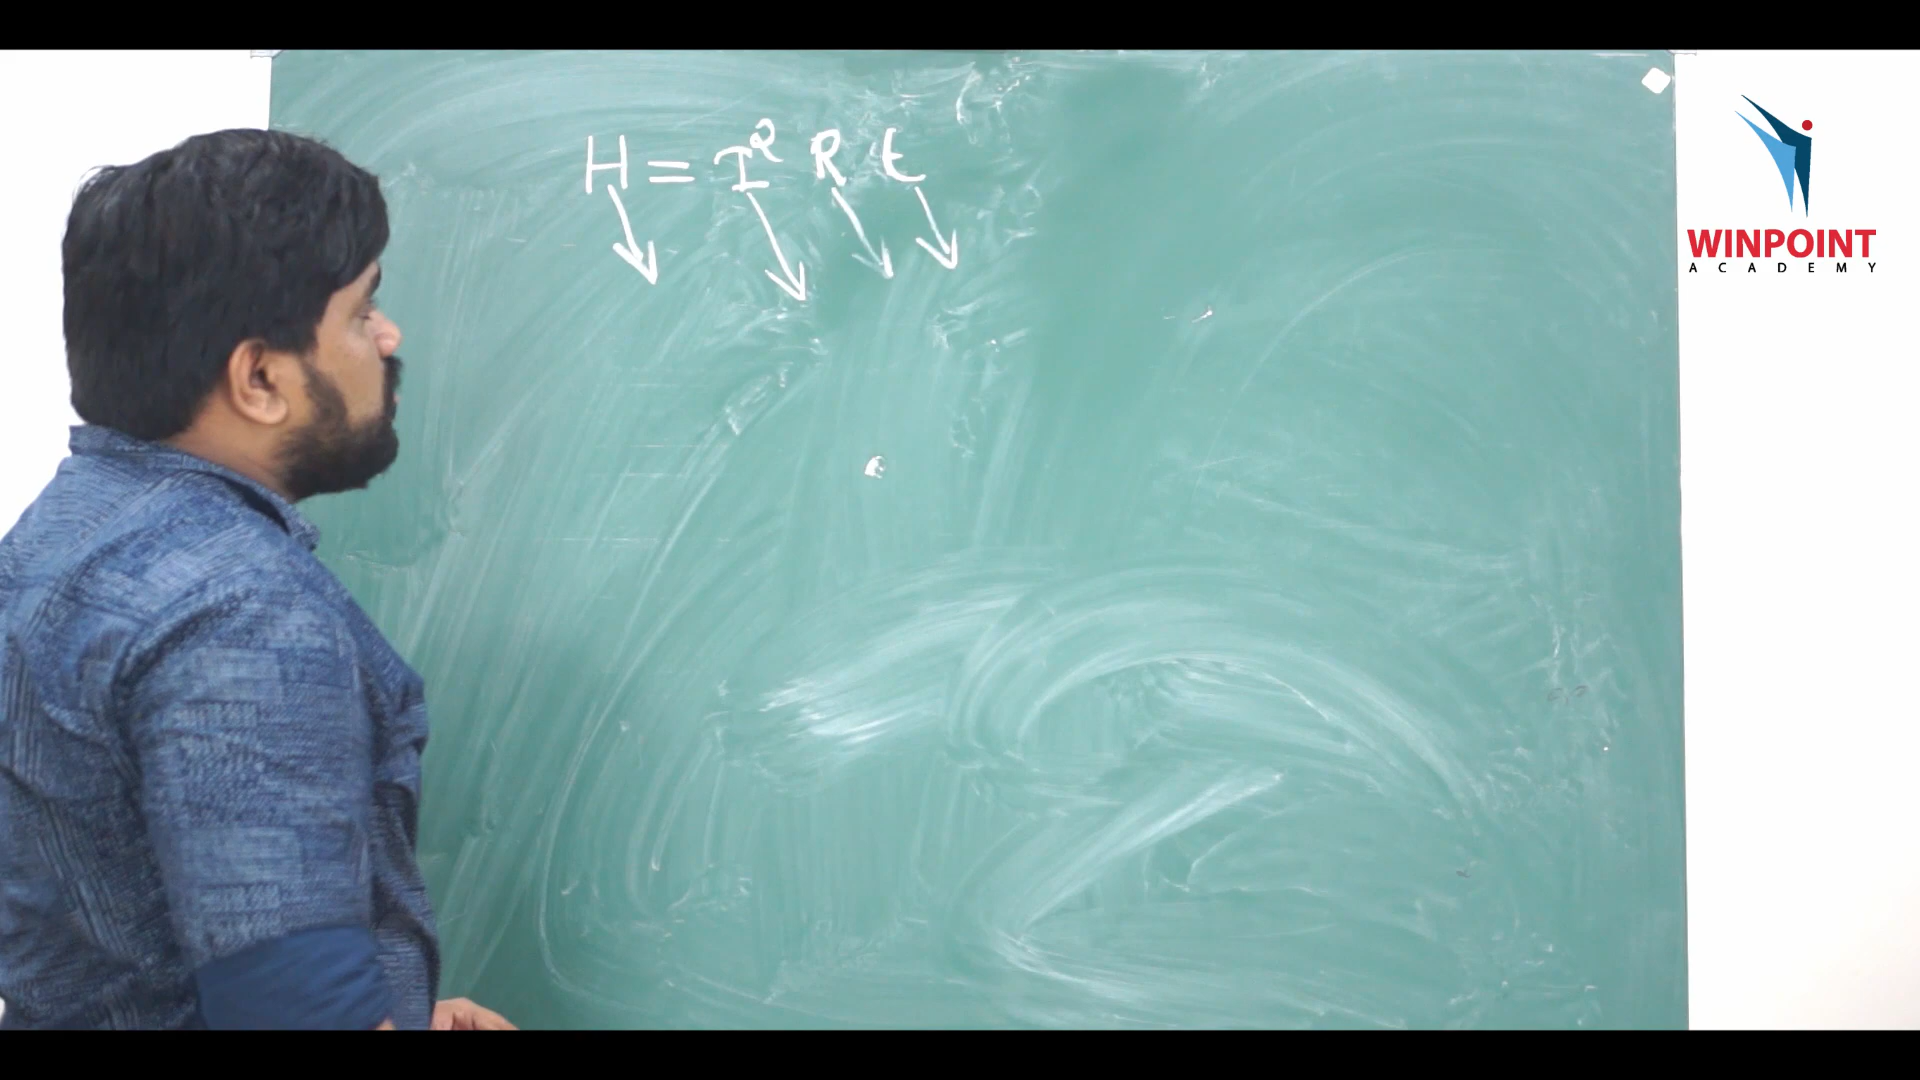 H = I² R t
WINPOINT
ACADEMY